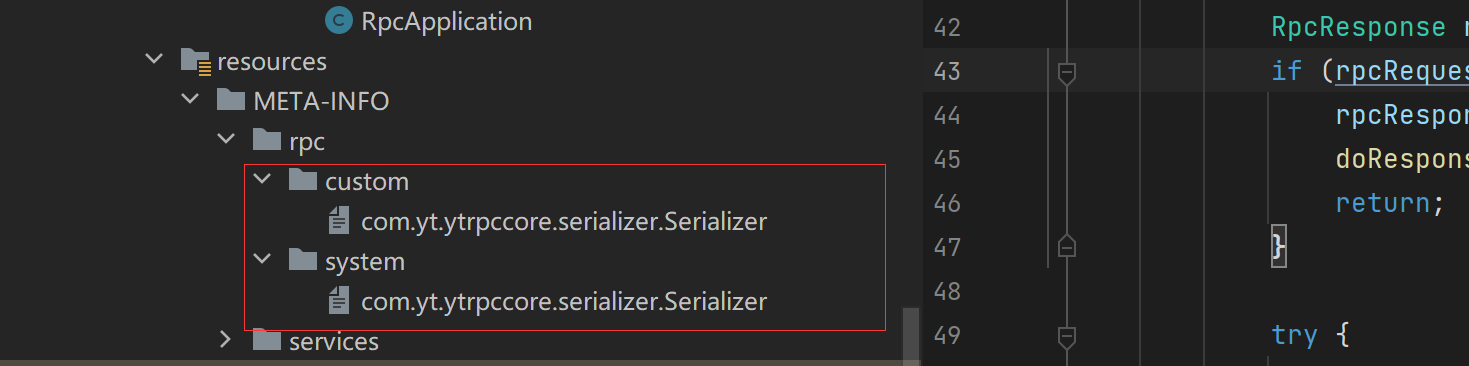 C RpcApplication
resources
META-INFO
rpc
custom
com.yt.ytrpccore.serializer.Serializer
system
com.yt.ytrpccore.serializer.Serializer
services
42 RpcResponse r
43 if (rpcReques
44 rpcRespon
45 doRespons
46 return;
47 }
48
49 try {